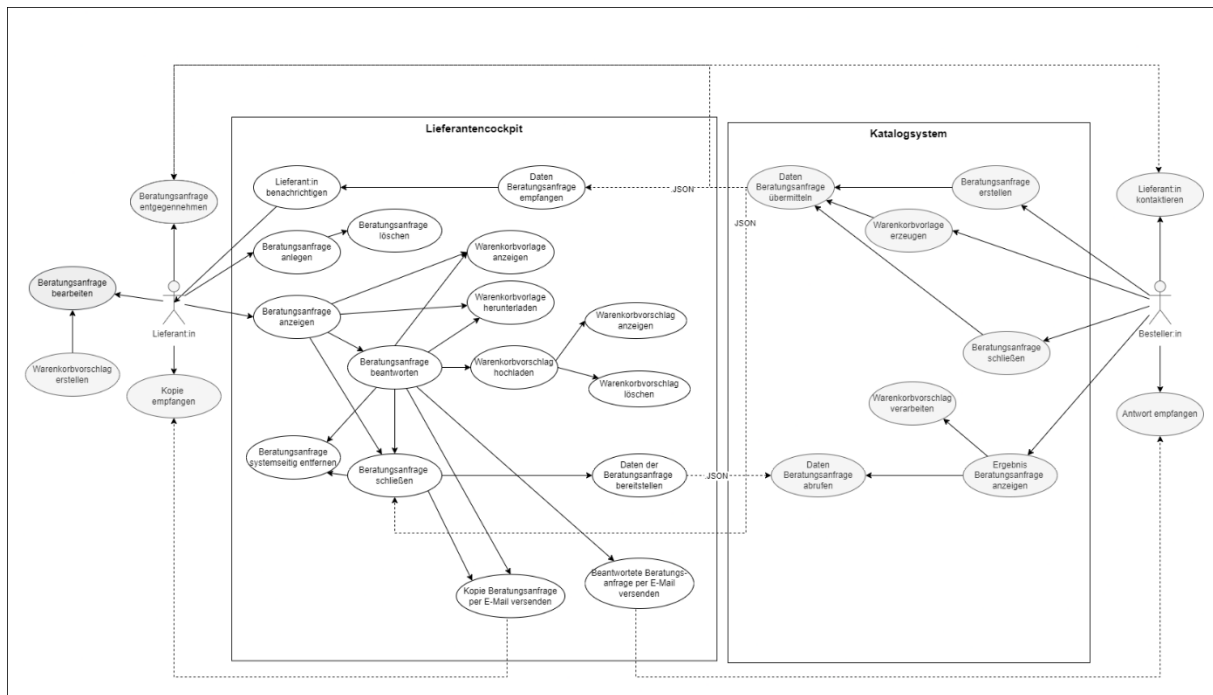 Lieferantencockpit
Katalogsystem
Beratungsanfrage
entgegennehmen
Lieferant:in
benachrichtigen
Daten
Beratungsanfrage
empfangen
.JSON
Daten
Beratungsanfrage
übermitteln
Beratungsanfrage
erstellen
Lieferant:in
kontaktieren
Beratungsanfrage
löschen
.JSON
Warenkorbvorlage
erzeugen
Beratungsanfrage
anlegen
Warenkorbvorlage
anzeigen
Beratungsanfrage
bearbeiten
Lieferant:in
Beratungsanfrage
anzeigen
Warenkorbvorlage
herunterladen
Warenkorbvorschlag
anzeigen
Besteller:in
Beratungsanfrage
schließen
Warenkorbvorschlag
erstellen
Kopie
empfangen
Beratungsanfrage
beantworten
Warenkorbvorschlag
hochladen
Warenkorbvorschlag
löschen
Warenkorbvorschlag
verarbeiten
Antwort empfangen
Beratungsanfrage
systemseitig entfernen
Beratungsanfrage
schließen
Daten der
Beratungsanfrage
bereitstellen
.JSON
Daten
Beratungsanfrage
abrufen
Ergebnis
Beratungsanfrage
anzeigen
Kopie Beratungsanfrage
per E-Mail versenden
Beantwortete Beratungs-
anfrage per E-Mail
versenden